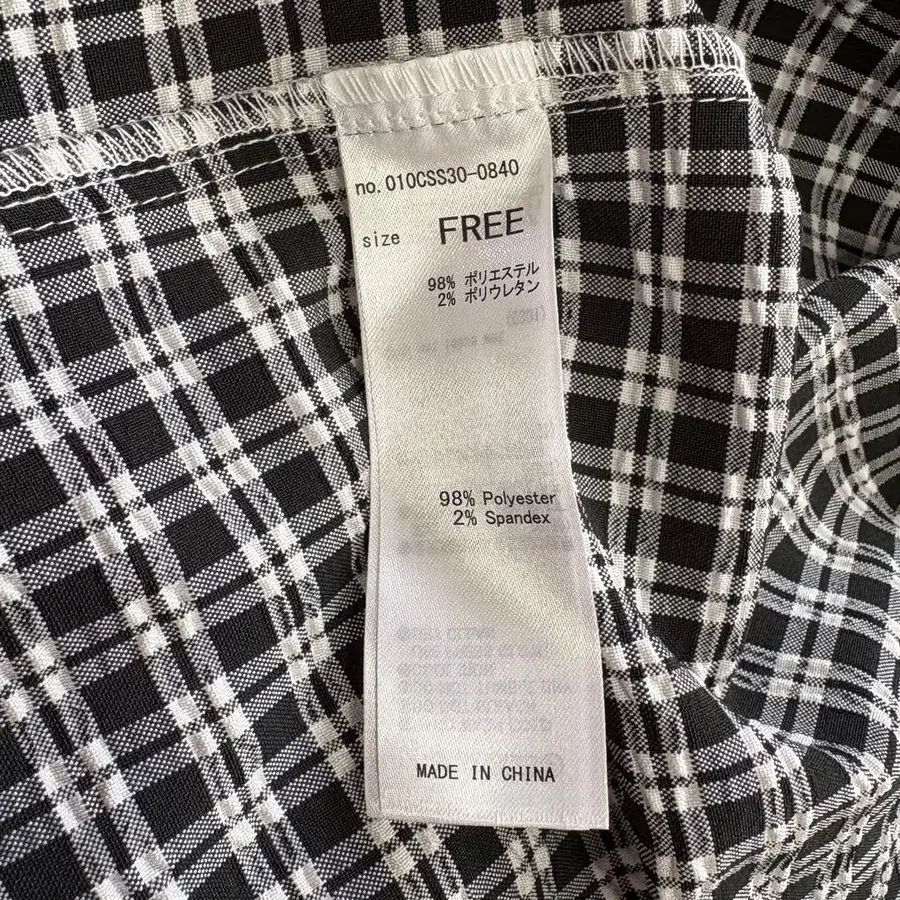 no. 010CSS30-0840
size FREE
98% ポリエステル
2% ポリウレタン
98% Polyester
2% Spandex
MADE IN CHINA